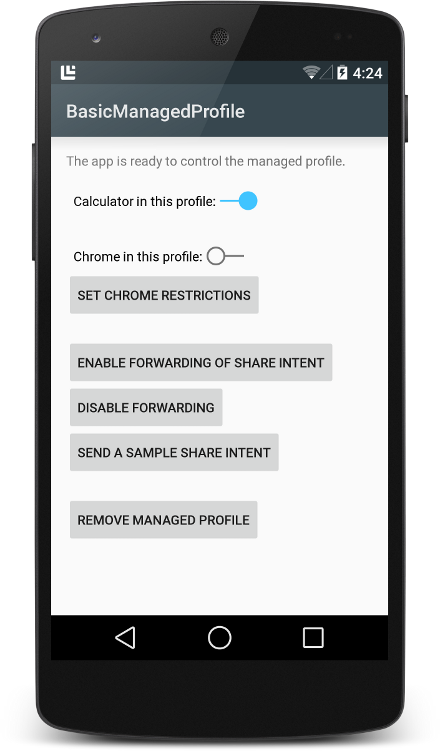 4:24
BasicManagedProfile
The app is ready to control the managed profile.
Calculator in this profile:
Chrome in this profile:
SET CHROME RESTRICTIONS
ENABLE FORWARDING OF SHARE INTENT
DISABLE FORWARDING
SEND A SAMPLE SHARE INTENT
REMOVE MANAGED PROFILE